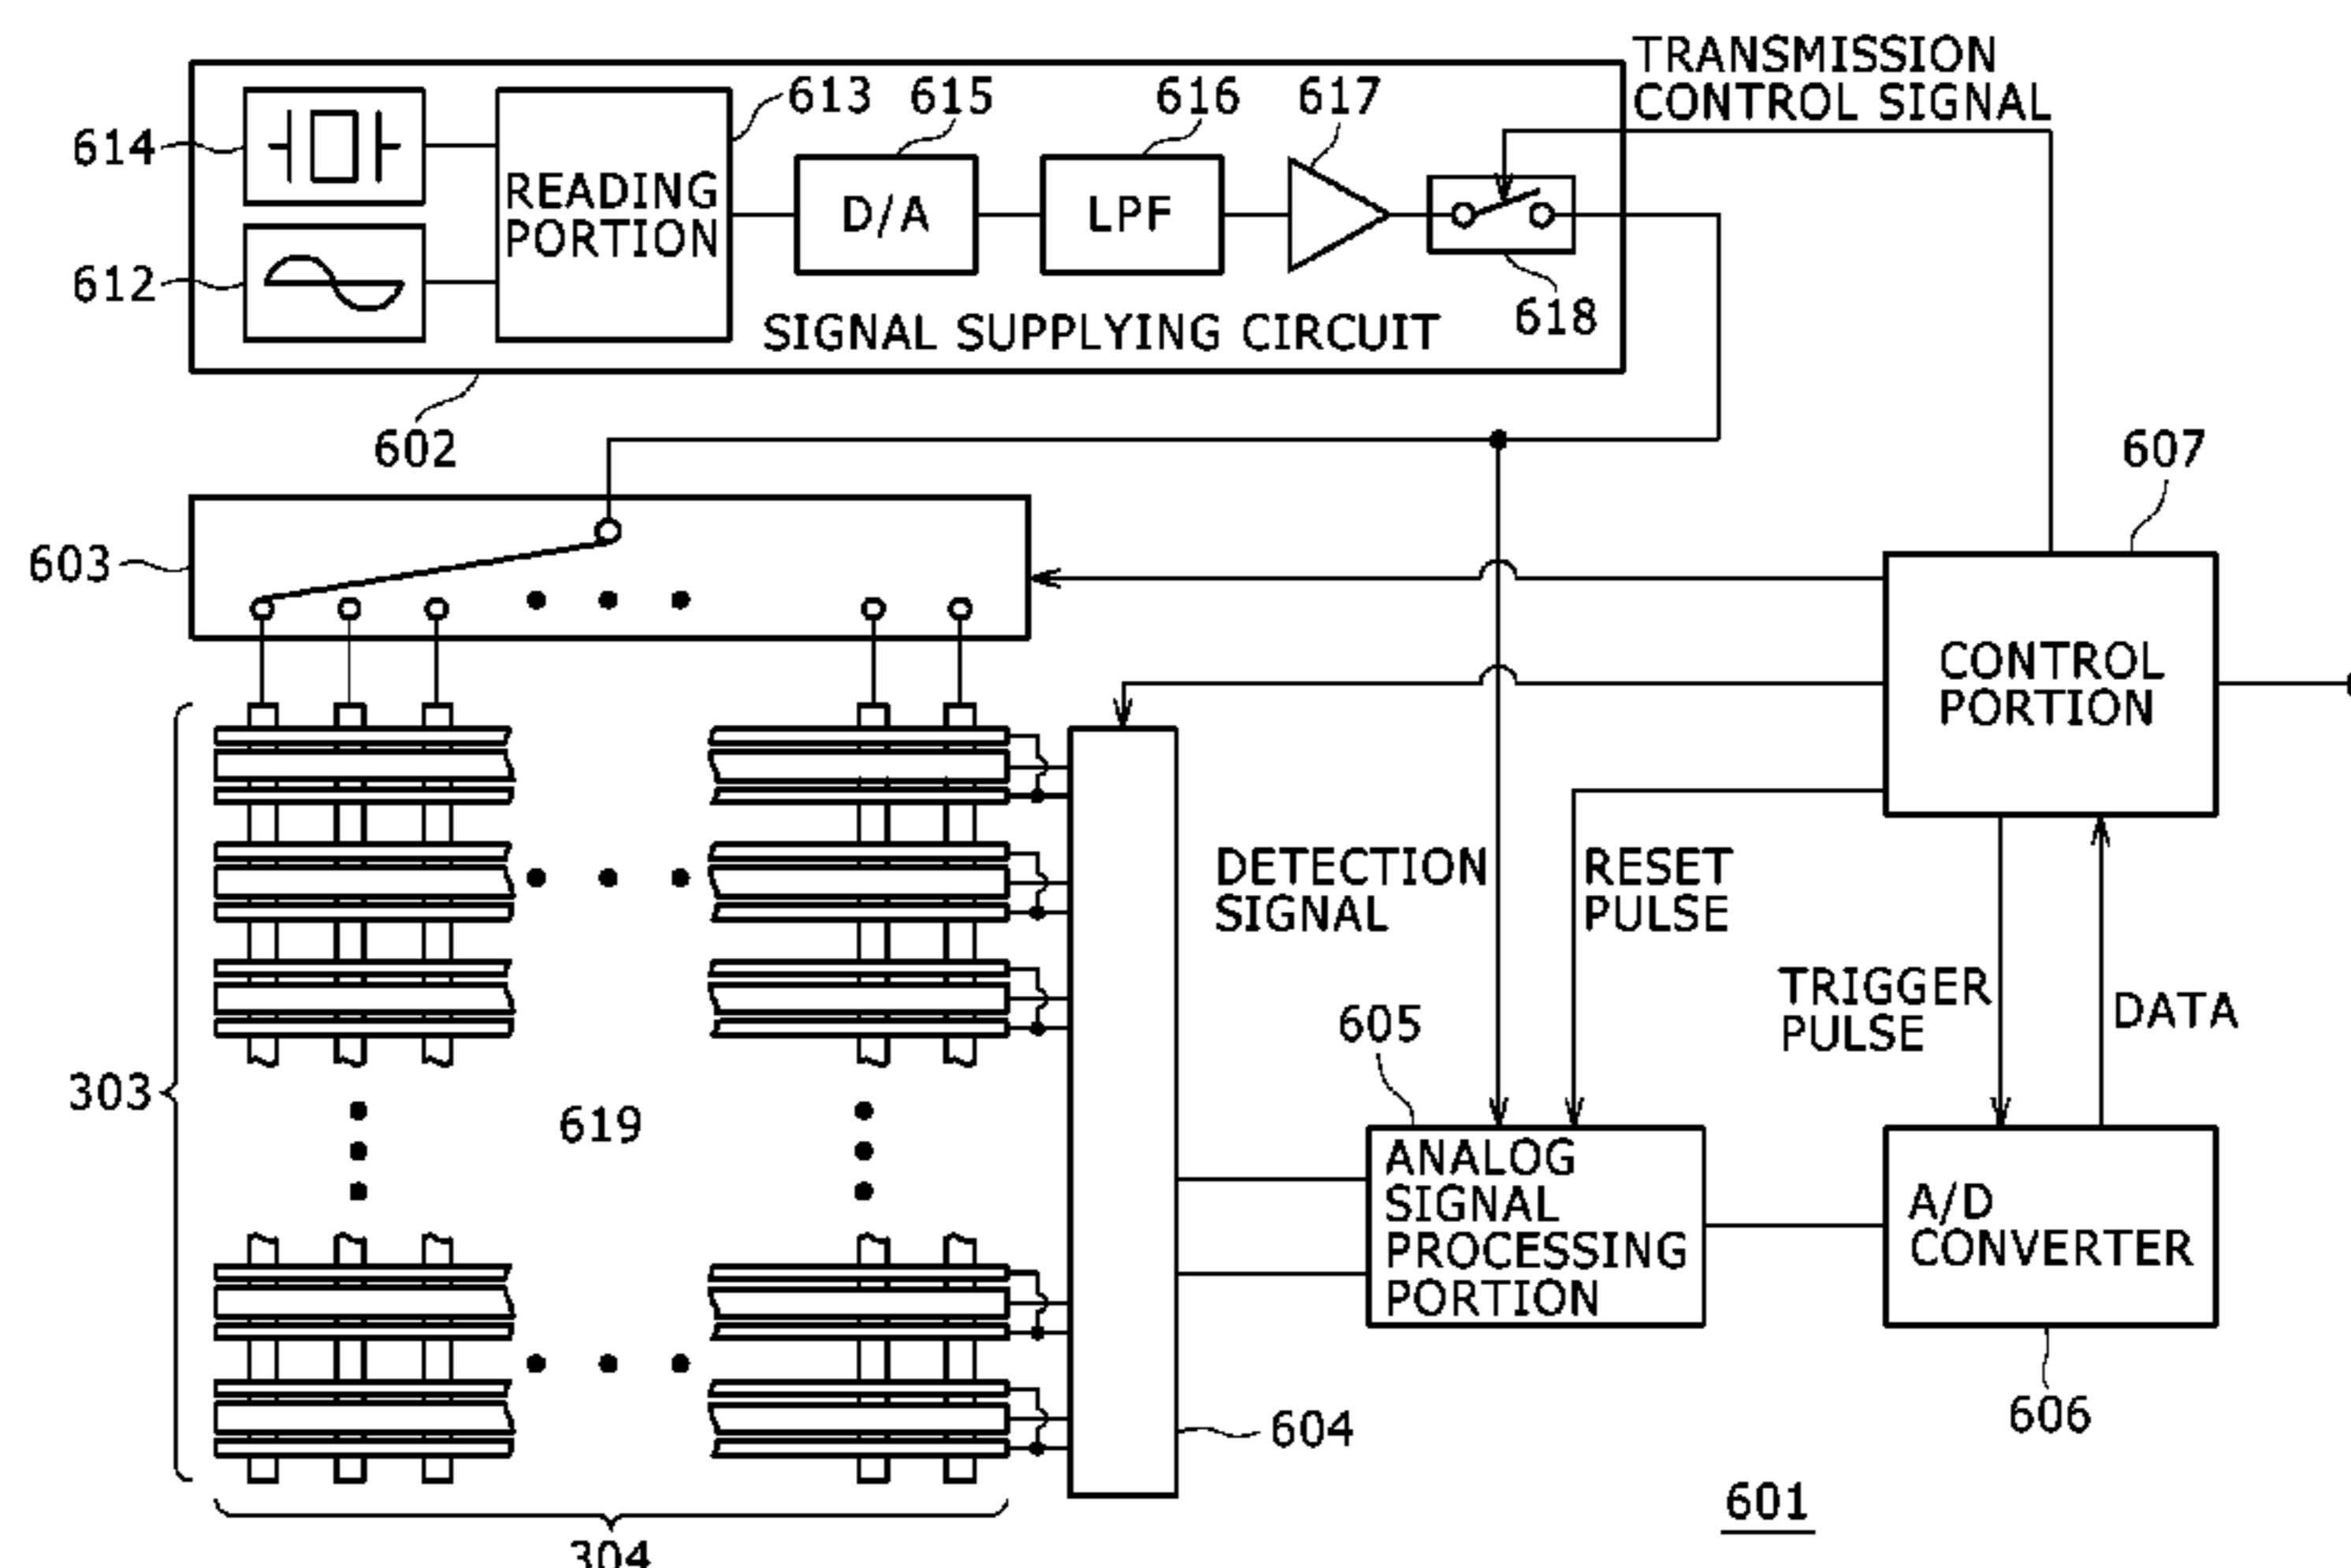 TRANSMISSION
CONTROL SIGNAL
613
615
616
617
614
READING
PORTION
D/A
LPF
612
SIGNAL SUPPLYING CIRCUIT
618
602
607
603
CONTROL
PORTION
DETECTION
SIGNAL
RESET
PULSE
TRIGGER
PULSE
DATA
605
303
619
ANALOG
SIGNAL
PROCESSING
PORTION
A/D
CONVERTER
604
606
601
304